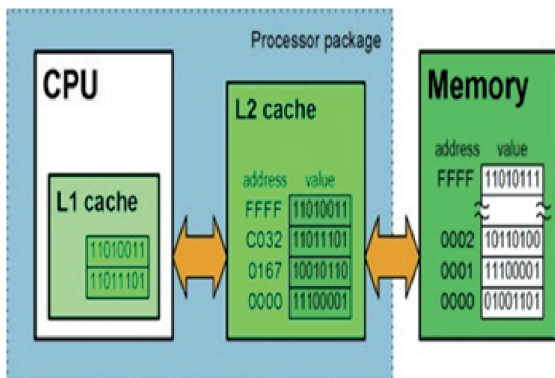 Processor package
CPU
L1 cache
11010011
11011101
L2 cache
address value
FFFF 11010011
C032 11011101
0167 10010110
0000 11100001
Memory
address value
FFFF 11010111
0002 10110100
0001 11100001
0000 01001101